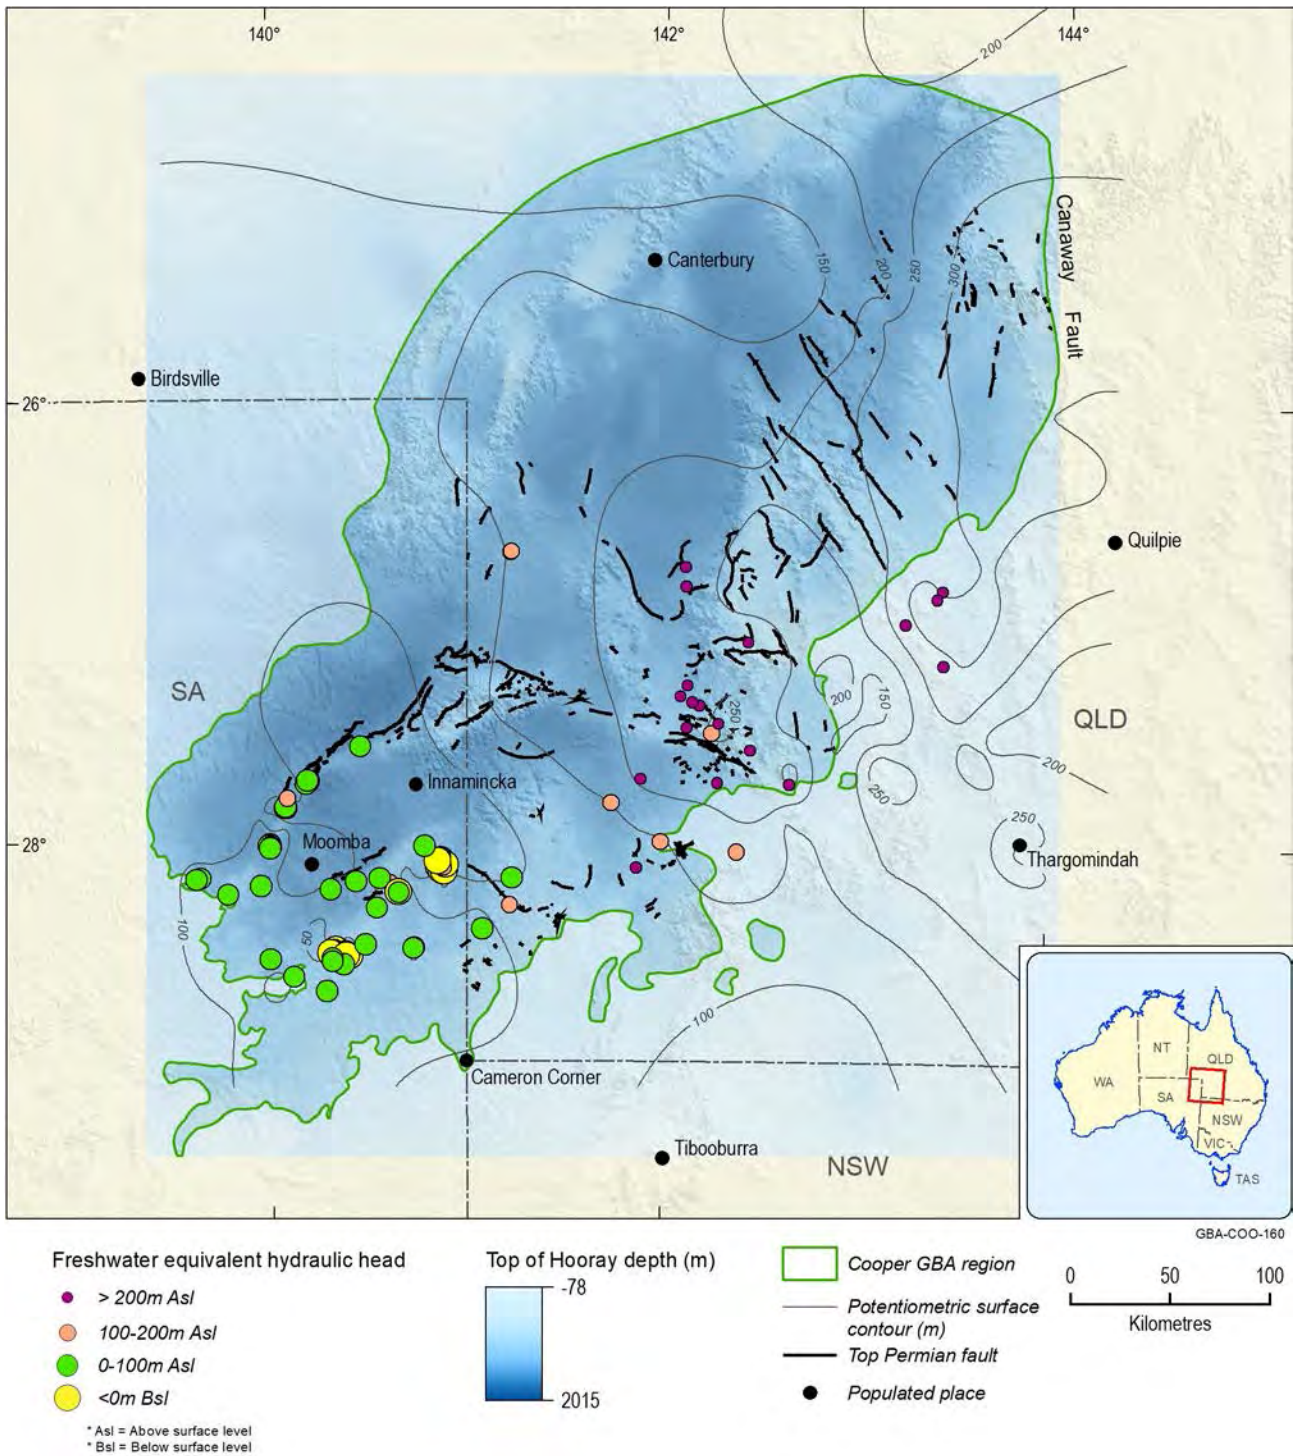 140°
142°
144°
200
Canaway Fault
Canterbury
150
200
250
300
Birdsville
26°
Quilpie
SA
200
150
250
QLD
200
Innamincka
250
250
28°
Moomba
Thargomindah
100
50
100
Cameron Corner
Tibooburra
NSW
NT
QLD
WA
SA
NSW
VIC
TAS
GBA-COO-160
Freshwater equivalent hydraulic head
> 200m Asl
100-200m Asl
0-100m Asl
<0m Bsl
* Asl = Above surface level
* Bsl = Below surface level
Top of Hooray depth (m)
-78
2015
Cooper GBA region
Potentiometric surface
contour (m)
Top Permian fault
Populated place
0 50 100
Kilometres